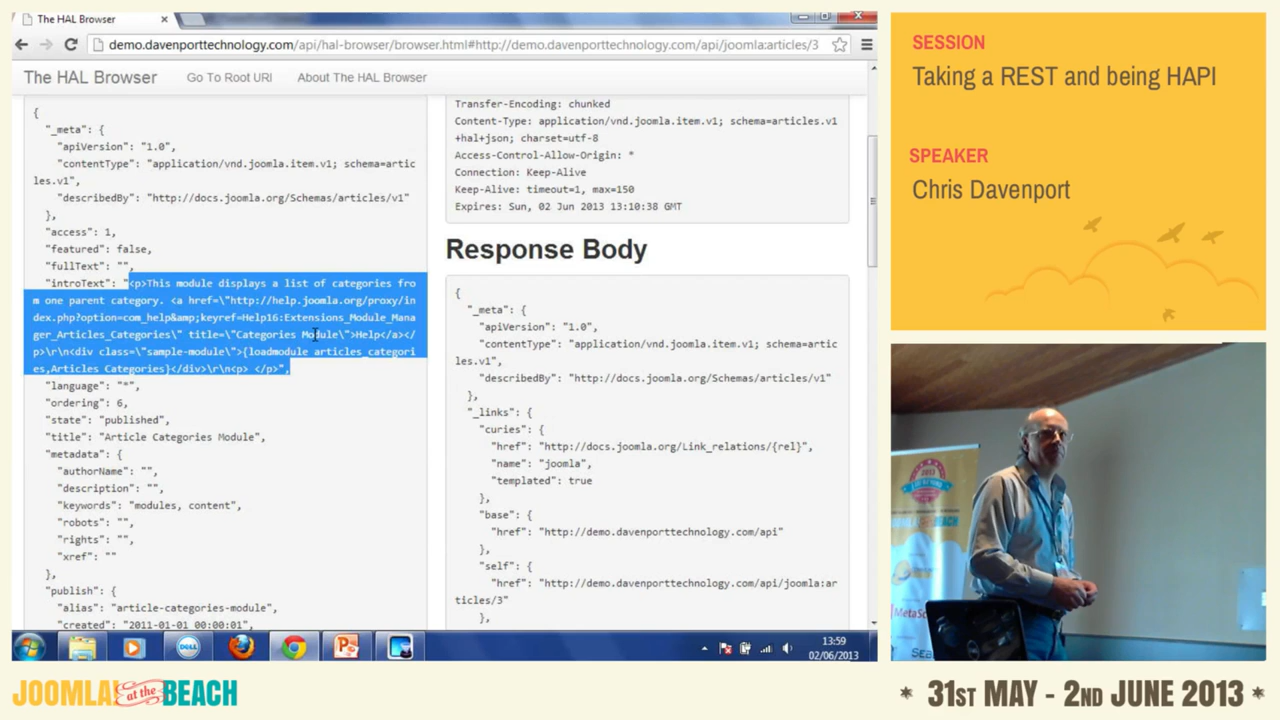 The HAL Browser
demo.davenporttechnology.com/api/hal-browser/browser.html#http://demo.davenporttechnology.com/api/joomla:articles/3
The HAL Browser Go To Root URI About The HAL Browser
{
"_meta": {
"apiVersion": "1.0",
"contentType": "application/vnd.joomla.item.v1; schema=artic
les.v1",
"describedBy": "http://docs.joomla.org/Schemas/articles/v1"
},
"access": 1,
"featured": false,
"fullText": "",
"introText": "<p>This module displays a list of categories fro
m one parent category. <a href=\"http://help.joomla.org/proxy/in
dex.php?option=com_help&amp;keyref=Help16:Extensions_Module_Mana
ger_Articles_Categories\" title=\"Categories Module\">Help</a></
p>\r\n<div class=\"sample-module\">{loadmodule articles_categori
es,Articles Categories}</div>\r\n<p> </p>",
"language": "*",
"ordering": 6,
"state": "published",
"title": "Article Categories Module",
"metadata": {
"authorName": "",
"description": "",
"keywords": "modules, content",
"robots": "",
"rights": "",
"xref": ""
},
"publish": {
"alias": "article-categories-module",
"created": "2011-01-01 00:00:01",
Transfer-Encoding: chunked
Content-Type: application/vnd.joomla.item.v1; schema=articles.v1
+hal+json; charset=utf-8
Access-Control-Allow-Origin: *
Connection: Keep-Alive
Keep-Alive: timeout=1, max=150
Expires: Sun, 02 Jun 2013 13:10:38 GMT
Response Body
{
"_meta": {
"apiVersion": "1.0",
"contentType": "application/vnd.joomla.item.v1; schema=artic
les.v1",
"describedBy": "http://docs.joomla.org/Schemas/articles/v1"
},
"_links": {
"curies": {
"href": "http://docs.joomla.org/Link_relations/{rel}",
"name": "joomla",
"templated": true
},
"base": {
"href": "http://demo.davenporttechnology.com/api"
},
"self": {
"href": "http://demo.davenporttechnology.com/api/joomla:ar
ticles/3"
},
DELL
13:59
02/06/2013
SESSION
Taking a REST and being HAPI
SPEAKER
Chris Davenport
2013
JOOMLA! at the BEACH
JOOMLA! at the BEACH
* 31ST MAY - 2ND JUNE 2013 *